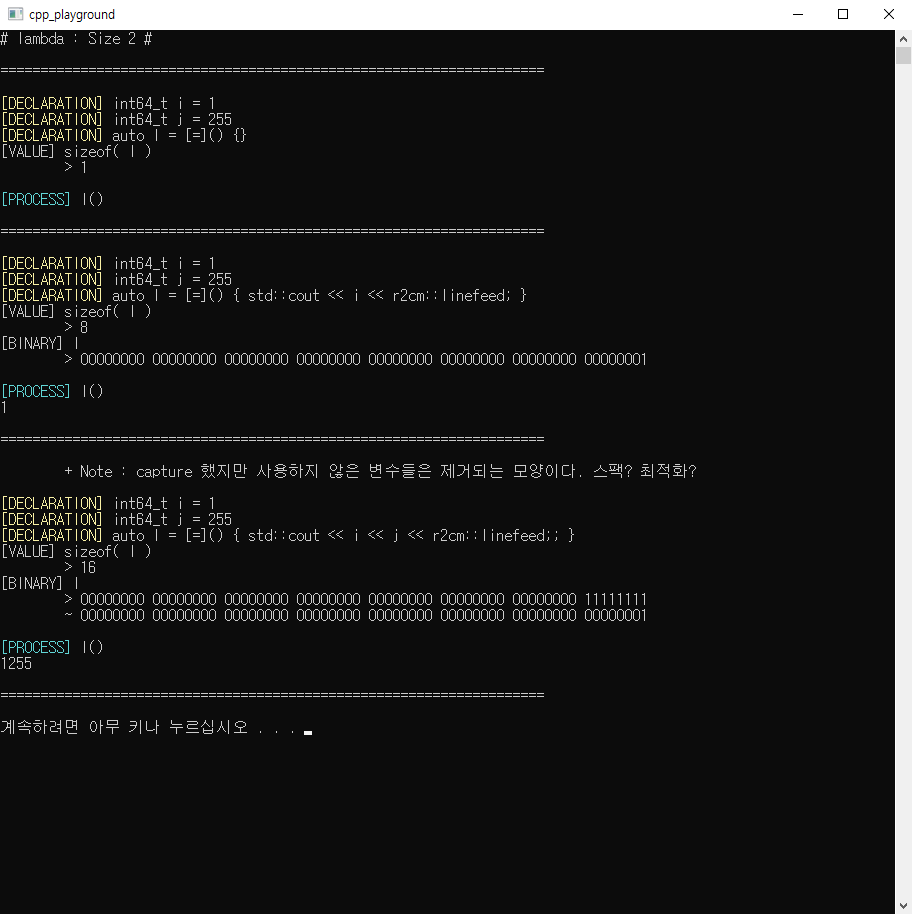 cpp_playground
# lambda : Size 2 #
====================================================================
[DECLARATION] int64_t i = 1
[DECLARATION] int64_t j = 255
[DECLARATION] auto l = [=]() {}
[VALUE] sizeof( l )
> 1
[PROCESS] l()
====================================================================
[DECLARATION] int64_t i = 1
[DECLARATION] int64_t j = 255
[DECLARATION] auto l = [=]() { std::cout << i << r2cm::linefeed; }
[VALUE] sizeof( l )
> 8
[BINARY] l
> 00000000 00000000 00000000 00000000 00000000 00000000 00000000 00000001
[PROCESS] l()
1
====================================================================
+ Note : capture 했지만 사용하지 않은 변수들은 제거되는 모양이다. 스팩? 최적화?
[DECLARATION] int64_t i = 1
[DECLARATION] int64_t j = 255
[DECLARATION] auto l = [=]() { std::cout << i << j << r2cm::linefeed;; }
[VALUE] sizeof( l )
> 16
[BINARY] l
> 00000000 00000000 00000000 00000000 00000000 00000000 00000000 11111111
~ 00000000 00000000 00000000 00000000 00000000 00000000 00000000 00000001
[PROCESS] l()
1255
====================================================================
계속하려면 아무 키나 누르십시오 . . .